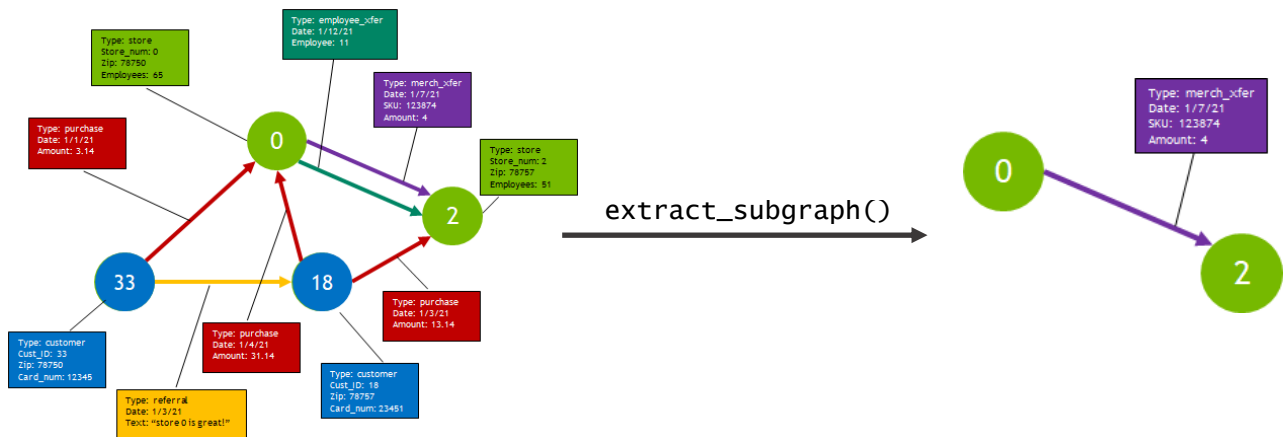 Type: store
Store_num: 0
Zip: 78750
Employees: 65
Type: employee_xfer
Date: 1/12/21
Employee: 11
Type: merch_xfer
Date: 1/7/21
SKU: 123874
Amount: 4
Type: purchase
Date: 1/1/21
Amount: 3.14
0
Type: store
Store_num: 2
Zip: 78757
Employees: 51
2
33
18
Type: purchase
Date: 1/3/21
Amount: 13.14
Type: purchase
Date: 1/4/21
Amount: 31.14
Type: customer
Cust_ID: 33
Zip: 78750
Card_num: 12345
Type: customer
Cust_ID: 18
Zip: 78757
Card_num: 23451
Type: referral
Date: 1/3/21
Text: “store 0 is great!”
extract_subgraph()
Type: merch_xfer
Date: 1/7/21
SKU: 123874
Amount: 4
0
2